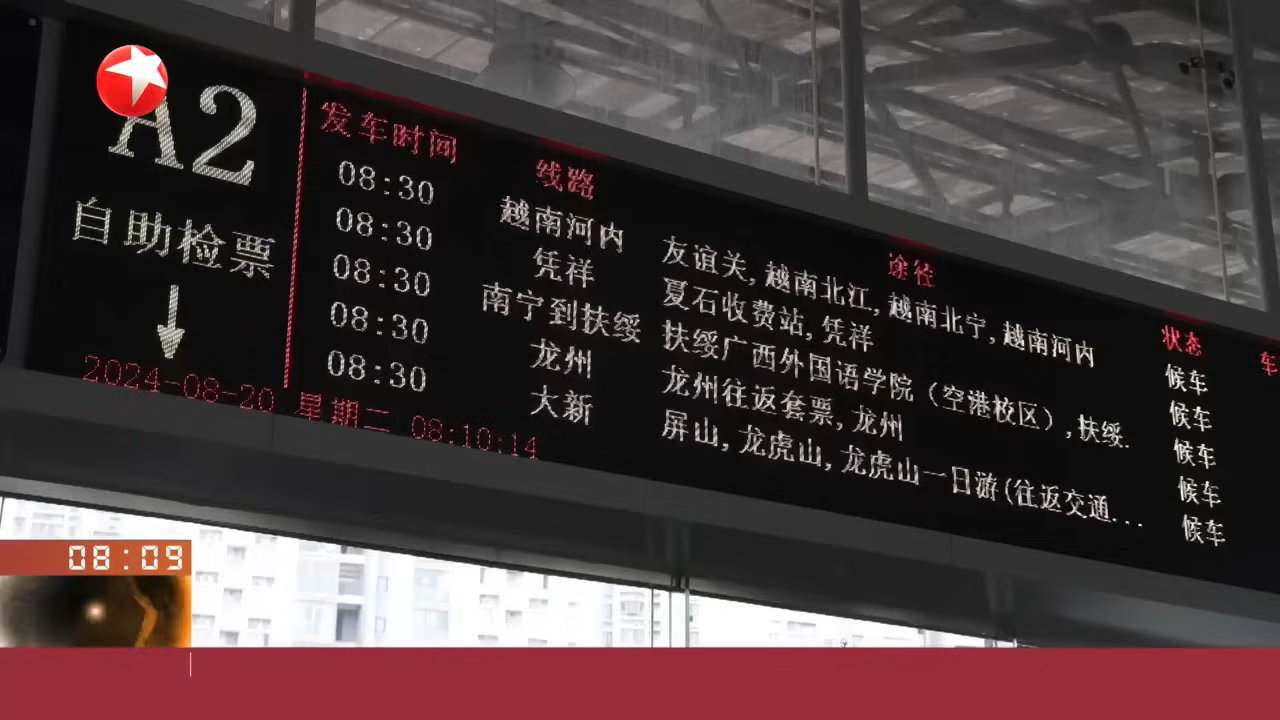 A2
自助检票
发车时间 线路 途径 状态 车
08:30 越南河内 友谊关,越南北江,越南北宁,越南河内 候车
08:30 凭祥 夏石收费站,凭祥 候车
08:30 南宁到扶绥 扶绥广西外国语学院（空港校区）,扶绥. 候车
08:30 龙州 龙州往返套票,龙州 候车
08:30 大新 屏山,龙虎山,龙虎山一日游(往返交通... 候车
2024-08-20 星期二 08:10:14
08:09